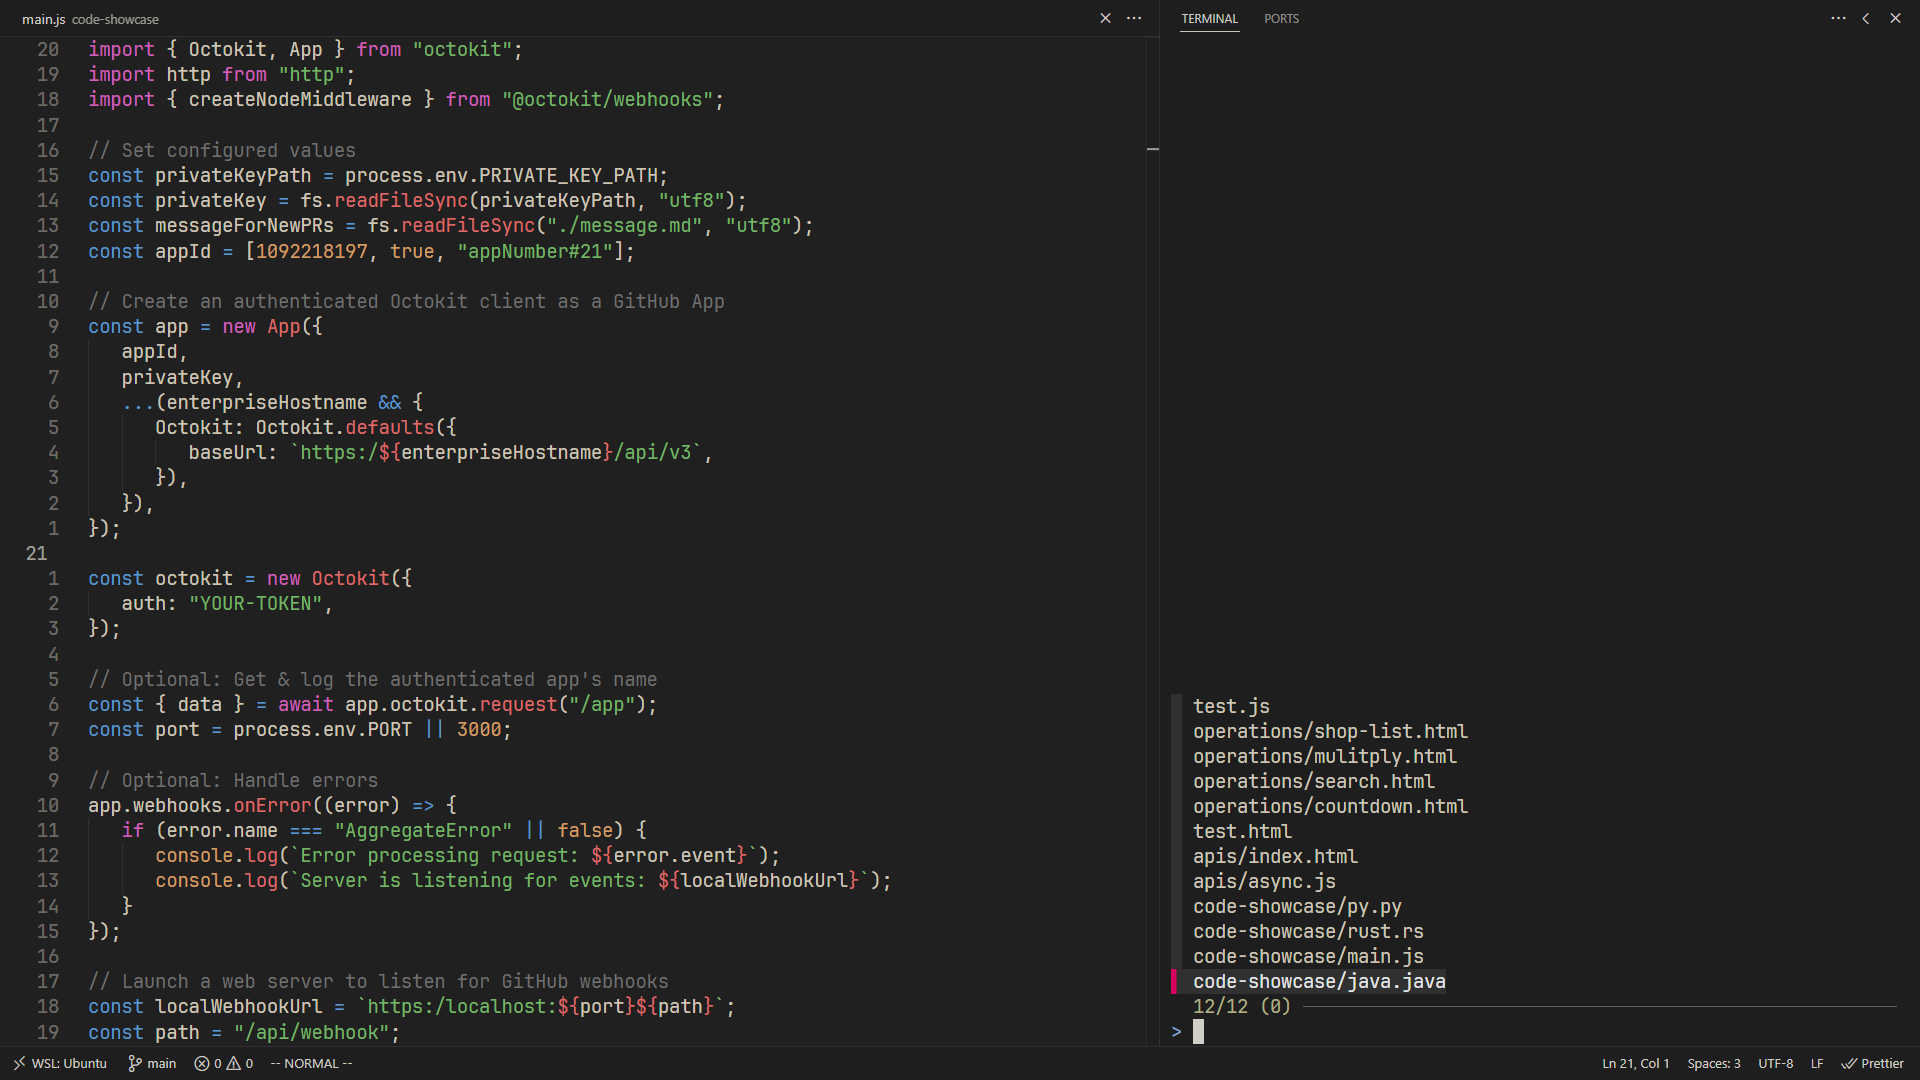 main.js code-showcase
20 import { Octokit, App } from "octokit";
19 import http from "http";
18 import { createNodeMiddleware } from "@octokit/webhooks";
17
16 // Set configured values
15 const privateKeyPath = process.env.PRIVATE_KEY_PATH;
14 const privateKey = fs.readFileSync(privateKeyPath, "utf8");
13 const messageForNewPRs = fs.readFileSync("./message.md", "utf8");
12 const appId = [1092218197, true, "appNumber#21"];
11
10 // Create an authenticated Octokit client as a GitHub App
9 const app = new App({
8 appId,
7 privateKey,
6 ...(enterpriseHostname && {
5 Octokit: Octokit.defaults({
4 baseUrl: `https:/${enterpriseHostname}/api/v3`,
3 }),
2 }),
1 });
21
1 const octokit = new Octokit({
2 auth: "YOUR-TOKEN",
3 });
4
5 // Optional: Get & log the authenticated app's name
6 const { data } = await app.octokit.request("/app");
7 const port = process.env.PORT || 3000;
8
9 // Optional: Handle errors
10 app.webhooks.onError((error) => {
11 if (error.name === "AggregateError" || false) {
12 console.log(`Error processing request: ${error.event}`);
13 console.log(`Server is listening for events: ${localWebhookUrl}`);
14 }
15 });
16
17 // Launch a web server to listen for GitHub webhooks
18 const localWebhookUrl = `https:/localhost:${port}${path}`;
19 const path = "/api/webhook";
TERMINAL PORTS
test.js
operations/shop-list.html
operations/mulitply.html
operations/search.html
operations/countdown.html
test.html
apis/index.html
apis/async.js
code-showcase/py.py
code-showcase/rust.rs
code-showcase/main.js
code-showcase/java.java
12/12 (0)
>
WSL: Ubuntu main 0 0 -- NORMAL -- Ln 21, Col 1 Spaces: 3 UTF-8 LF Prettier